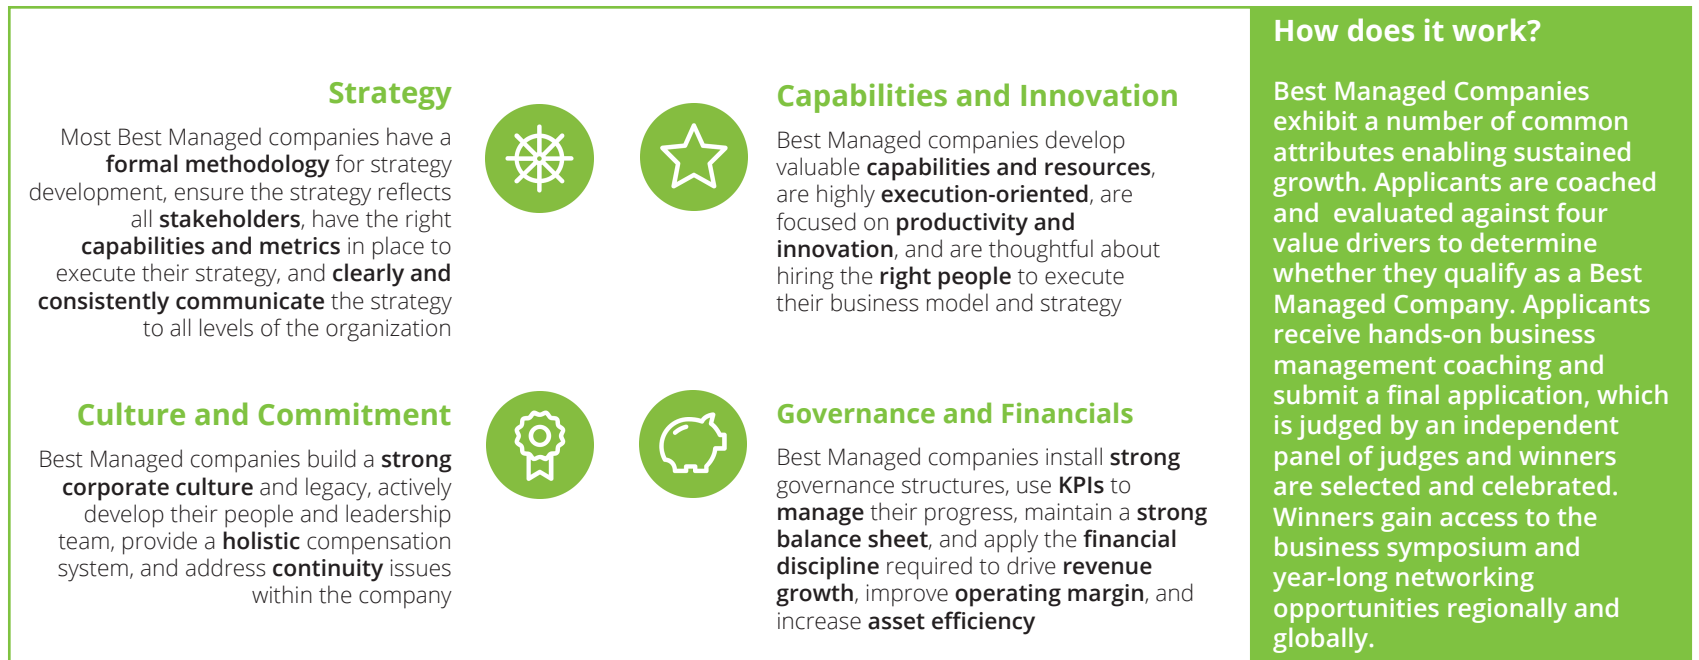 Strategy
Most Best Managed companies have a
formal methodology for strategy
development, ensure the strategy reflects
all stakeholders, have the right
capabilities and metrics in place to
execute their strategy, and clearly and
consistently communicate the strategy
to all levels of the organization
Capabilities and Innovation
Best Managed companies develop
valuable capabilities and resources,
are highly execution-oriented, are
focused on productivity and
innovation, and are thoughtful about
hiring the right people to execute
their business model and strategy
Culture and Commitment
Best Managed companies build a strong
corporate culture and legacy, actively
develop their people and leadership
team, provide a holistic compensation
system, and address continuity issues
within the company
Governance and Financials
Best Managed companies install strong
governance structures, use KPIs to
manage their progress, maintain a strong
balance sheet, and apply the financial
discipline required to drive revenue
growth, improve operating margin, and
increase asset efficiency
How does it work?
Best Managed Companies
exhibit a number of common
attributes enabling sustained
growth. Applicants are coached
and  evaluated against four
value drivers to determine
whether they qualify as a Best
Managed Company. Applicants
receive hands-on business
management coaching and
submit a final application, which
is judged by an independent
panel of judges and winners
are selected and celebrated.
Winners gain access to the
business symposium and
year-long networking
opportunities regionally and
globally.